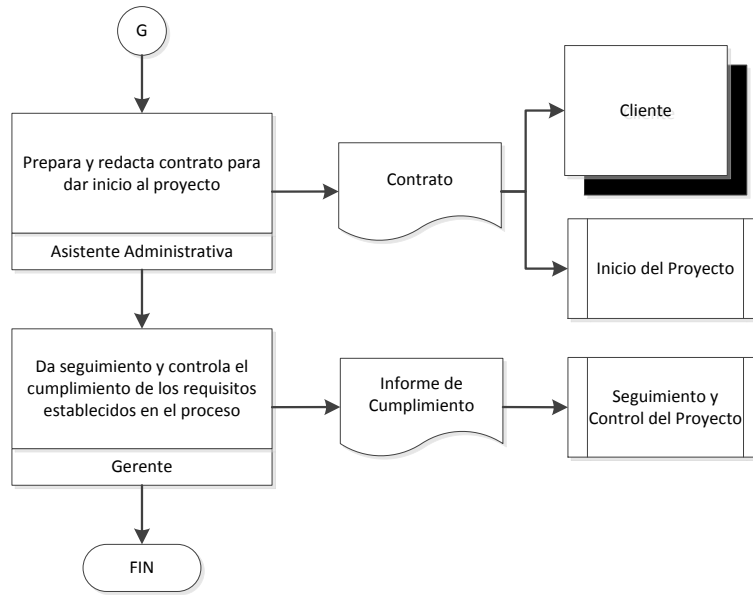 G
Prepara y redacta contrato para
dar inicio al proyecto
Asistente Administrativa
Contrato
Cliente
Inicio del Proyecto
Da seguimiento y controla el
cumplimiento de los requisitos
establecidos en el proceso
Gerente
Informe de
Cumplimiento
Seguimiento y
Control del Proyecto
FIN